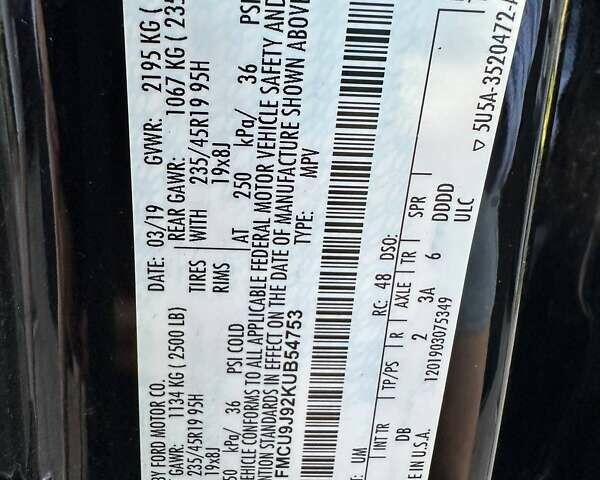 BY FORD MOTOR CO.
DATE: 03/19 GVWR: 2195 KG (
GAWR: 1134 KG ( 2500 LB) REAR GAWR: 1067 KG ( 235
235/45R19 95H TIRES WITH 235/45R19 95H
19x8J RIMS 19x8J
250 kPa/ 36 PSI COLD AT 250 kPa/ 36 PSI
VEHICLE CONFORMS TO ALL APPLICABLE FEDERAL MOTOR VEHICLE SAFETY AND
STANDARDS IN EFFECT ON THE DATE OF MANUFACTURE SHOWN ABOVE
FMCU9J92KUB54753 TYPE: MPV
UM RC: 48 DSO:
INT TR TP/PS R AXLE TR SPR
DB 2 3A 6 DDDD
E IN U.S.A. 1201903075349 ULC
▽ 5U5A-3520472-A